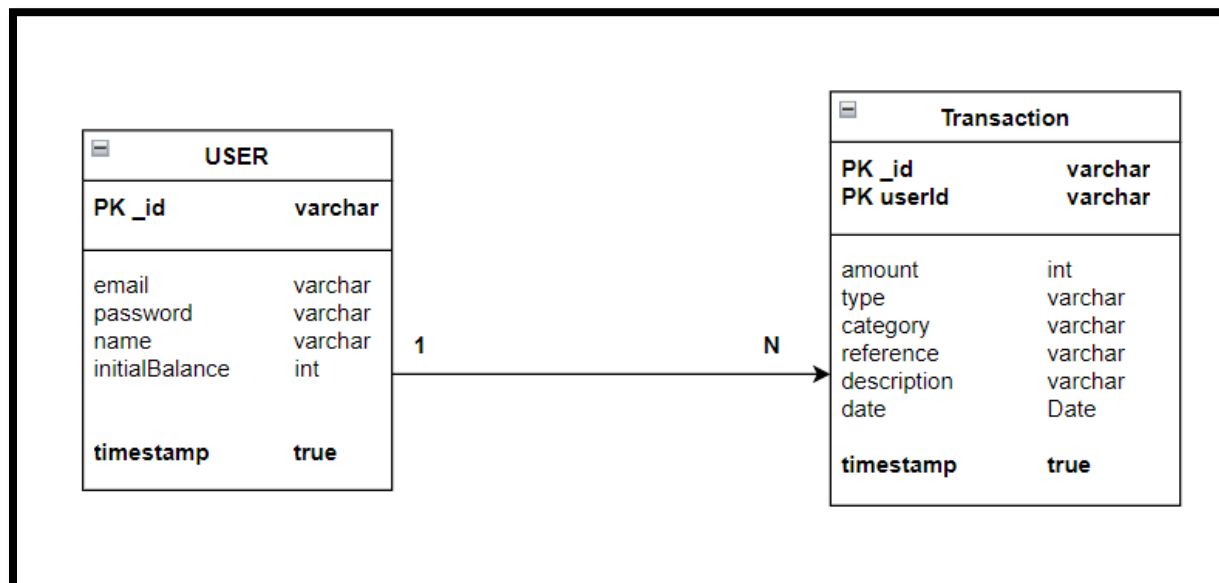 USER
PK _id varchar
email varchar
password varchar
name varchar
initialBalance int
timestamp true
1
N
Transaction
PK _id varchar
PK userId varchar
amount int
type varchar
category varchar
reference varchar
description varchar
date Date
timestamp true